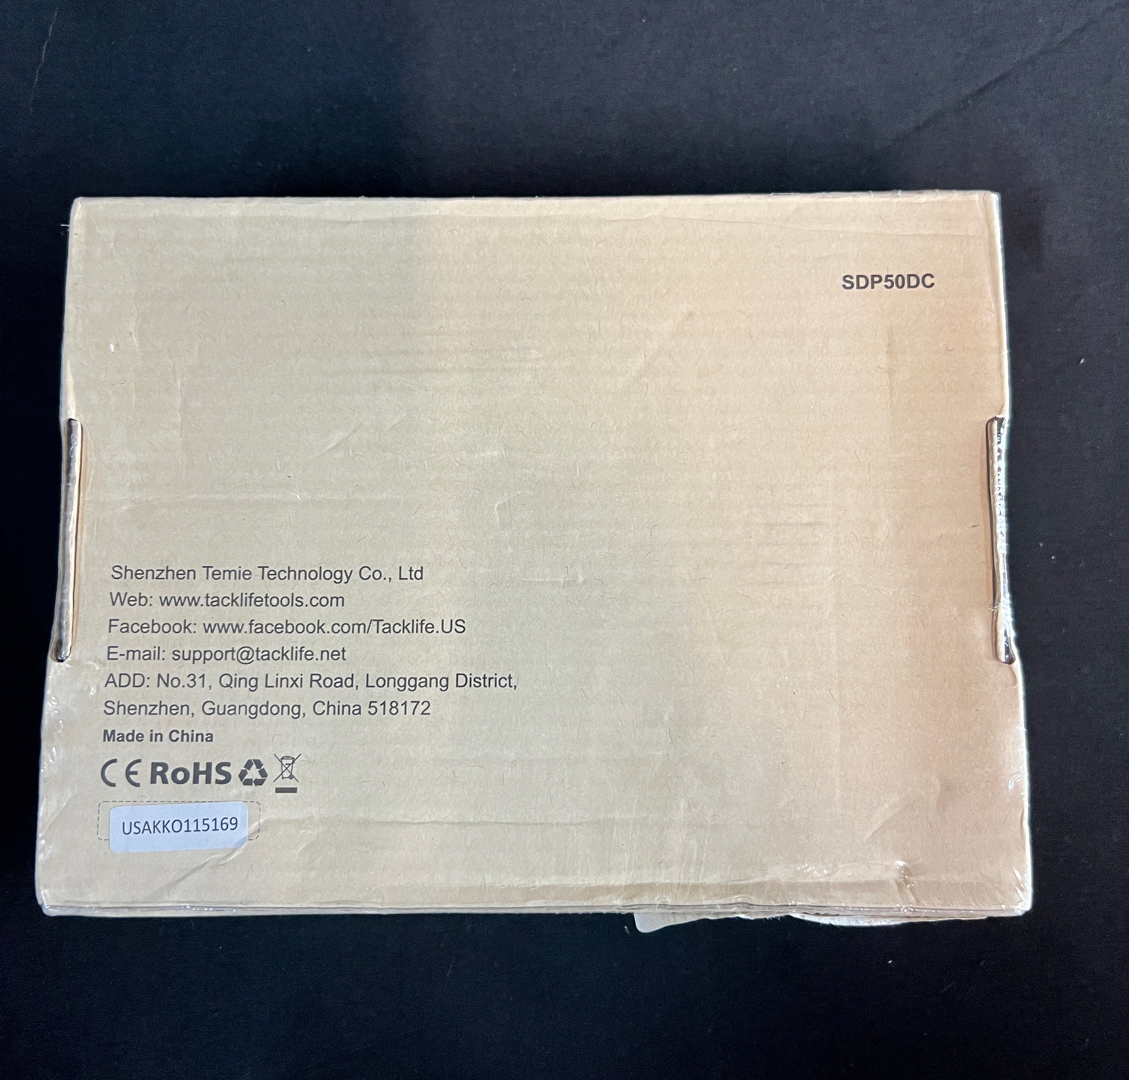 SDP50DC
Shenzhen Temie Technology Co., Ltd
Web: www.tacklifetools.com
Facebook: www.facebook.com/Tacklife.US
E-mail: support@tacklife.net
ADD: No.31, Qing Linxi Road, Longgang District,
Shenzhen, Guangdong, China 518172
Made in China
CE RoHS
USAKKO115169